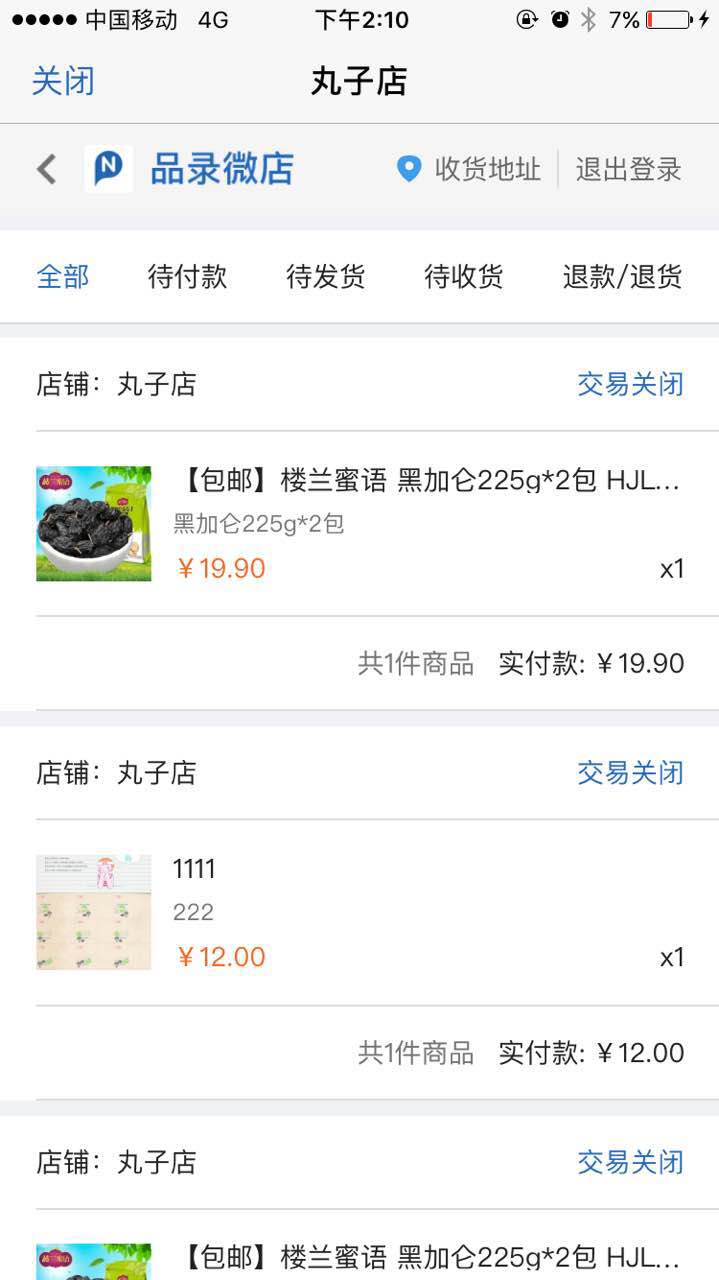 中国移动 4G 下午2:10 7%
关闭 丸子店
品录微店 收货地址 退出登录
全部 待付款 待发货 待收货 退款/退货
店铺：丸子店 交易关闭
【包邮】楼兰蜜语 黑加仑225g*2包 HJL...
黑加仑225g*2包
￥19.90 x1
共1件商品 实付款: ￥19.90
店铺：丸子店 交易关闭
1111
222
￥12.00 x1
共1件商品 实付款: ￥12.00
店铺：丸子店 交易关闭
【包邮】楼兰蜜语 黑加仑225g*2包 HJL...